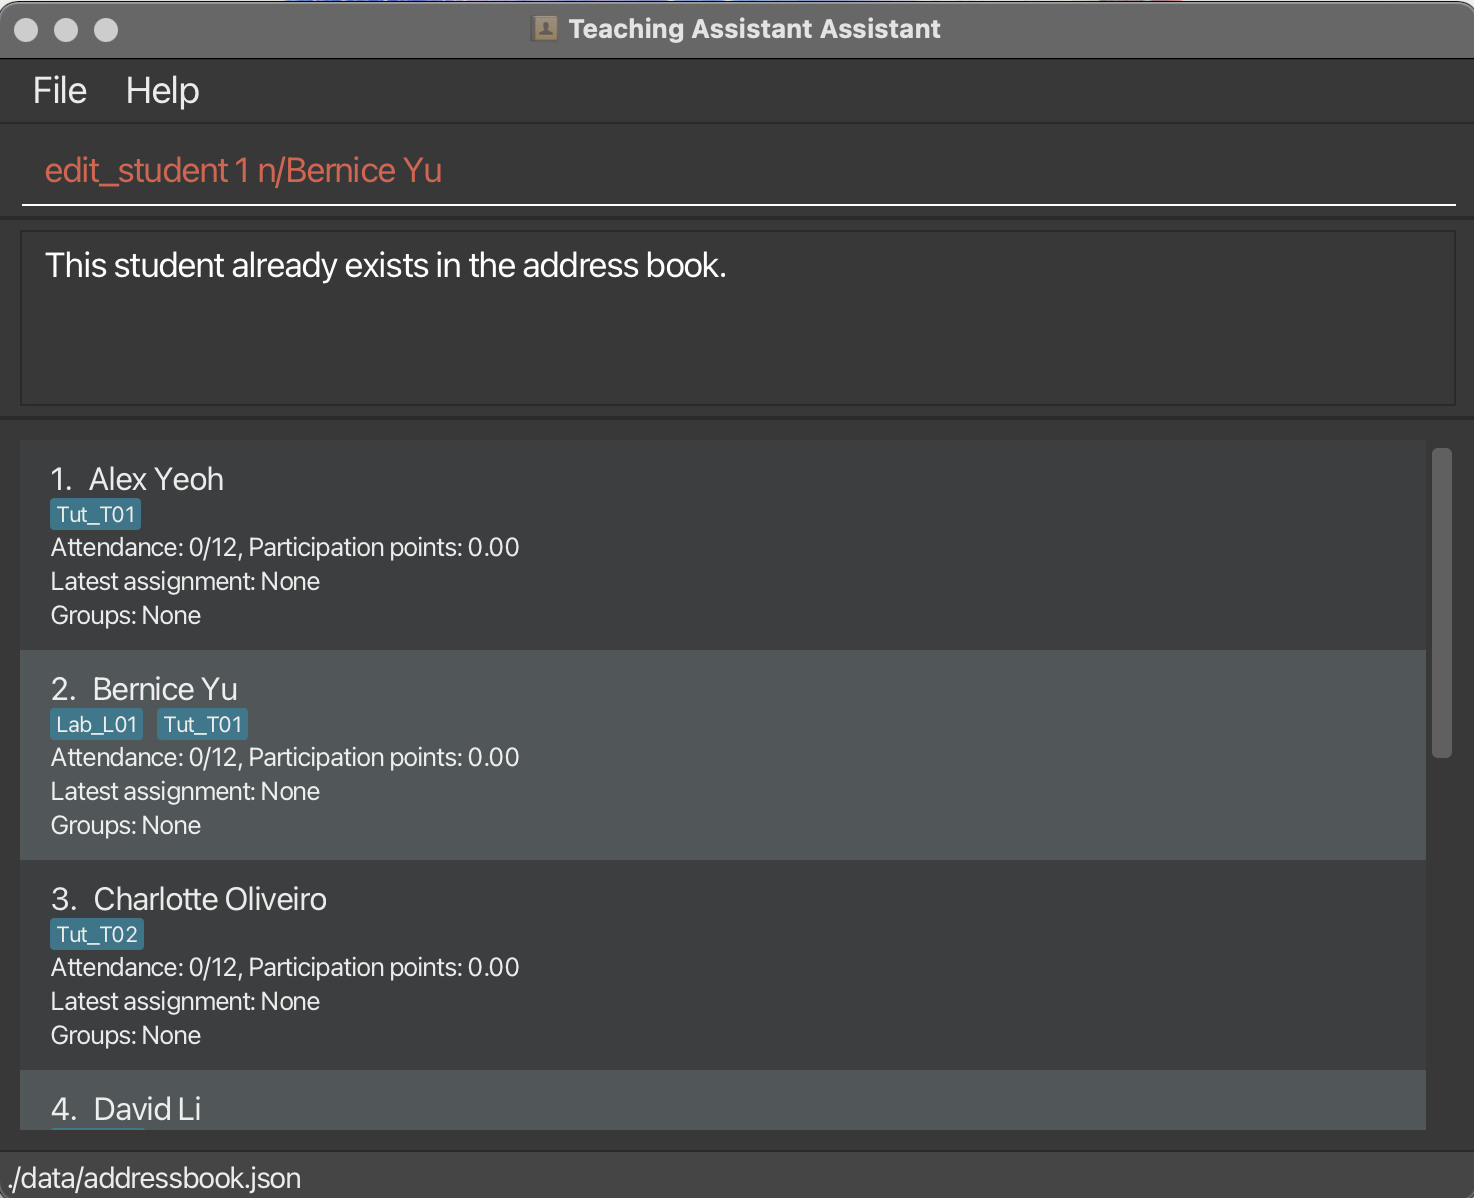 Teaching Assistant Assistant
File Help
edit_student 1 n/Bernice Yu
This student already exists in the address book.
1. Alex Yeoh
Tut_T01
Attendance: 0/12, Participation points: 0.00
Latest assignment: None
Groups: None
2. Bernice Yu
Lab_L01 Tut_T01
Attendance: 0/12, Participation points: 0.00
Latest assignment: None
Groups: None
3. Charlotte Oliveiro
Tut_T02
Attendance: 0/12, Participation points: 0.00
Latest assignment: None
Groups: None
4. David Li
./data/addressbook.json